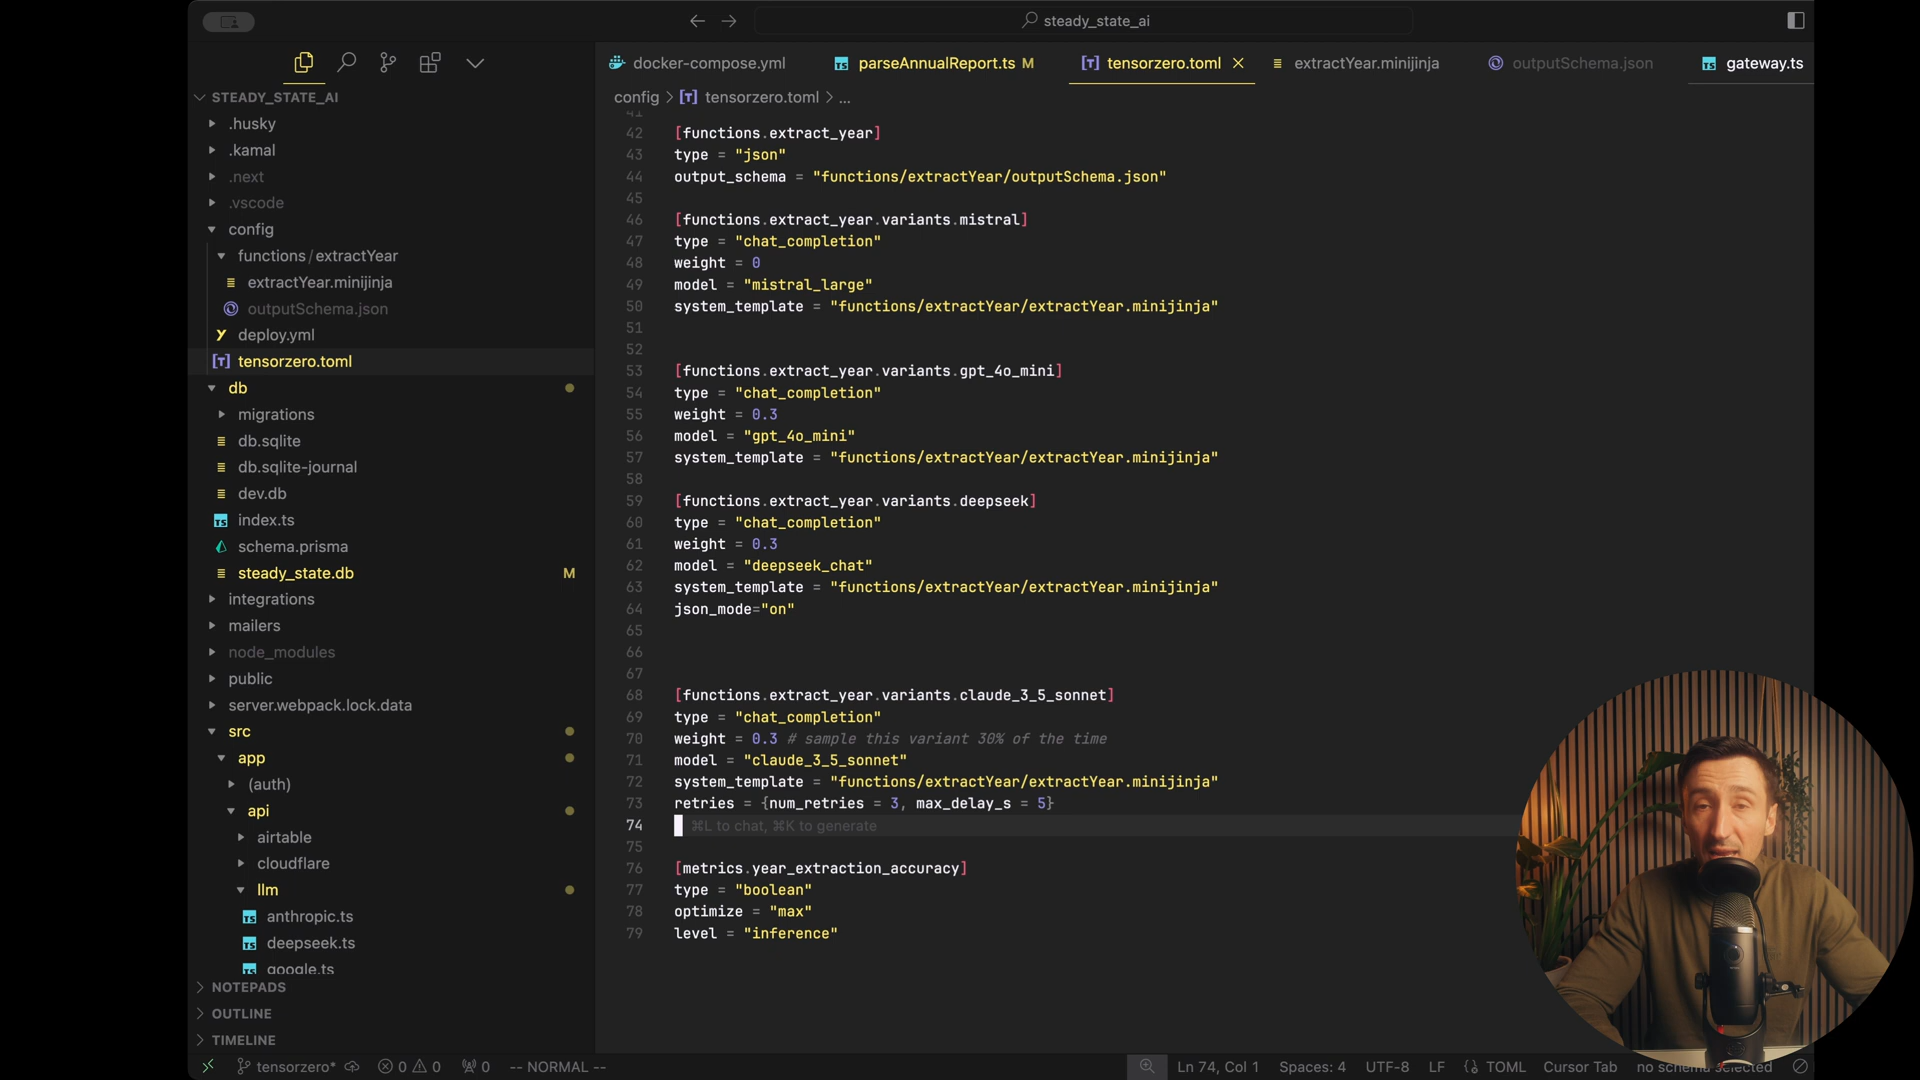 steady_state_ai
docker-compose.yml
parseAnnualReport.ts M
[T] tensorzero.toml
extractYear.minijinja
outputSchema.json
TS gateway.ts
config > [T] tensorzero.toml > ...
STEADY_STATE_AI
.husky
.kamal
.next
.vscode
config
functions/extractYear
extractYear.minijinja
outputSchema.json
deploy.yml
[T] tensorzero.toml
db
migrations
db.sqlite
db.sqlite-journal
dev.db
TS index.ts
schema.prisma
steady_state.db M
integrations
mailers
node_modules
public
server.webpack.lock.data
src
app
(auth)
api
airtable
cloudflare
llm
TS anthropic.ts
TS deepseek.ts
TS google.ts
NOTEPADS
OUTLINE
TIMELINE
41
42 [functions.extract_year]
43 type = "json"
44 output_schema = "functions/extractYear/outputSchema.json"
45
46 [functions.extract_year.variants.mistral]
47 type = "chat_completion"
48 weight = 0
49 model = "mistral_large"
50 system_template = "functions/extractYear/extractYear.minijinja"
51
52
53 [functions.extract_year.variants.gpt_4o_mini]
54 type = "chat_completion"
55 weight = 0.3
56 model = "gpt_4o_mini"
57 system_template = "functions/extractYear/extractYear.minijinja"
58
59 [functions.extract_year.variants.deepseek]
60 type = "chat_completion"
61 weight = 0.3
62 model = "deepseek_chat"
63 system_template = "functions/extractYear/extractYear.minijinja"
64 json_mode="on"
65
66
67
68 [functions.extract_year.variants.claude_3_5_sonnet]
69 type = "chat_completion"
70 weight = 0.3 # sample this variant 30% of the time
71 model = "claude_3_5_sonnet"
72 system_template = "functions/extractYear/extractYear.minijinja"
73 retries = {num_retries = 3, max_delay_s = 5}
74 ⌘L to chat, ⌘K to generate
75
76 [metrics.year_extraction_accuracy]
77 type = "boolean"
78 optimize = "max"
79 level = "inference"
tensorzero* 0 0 0 -- NORMAL -- Ln 74, Col 1 Spaces: 4 UTF-8 LF {} TOML Cursor Tab no schema selected